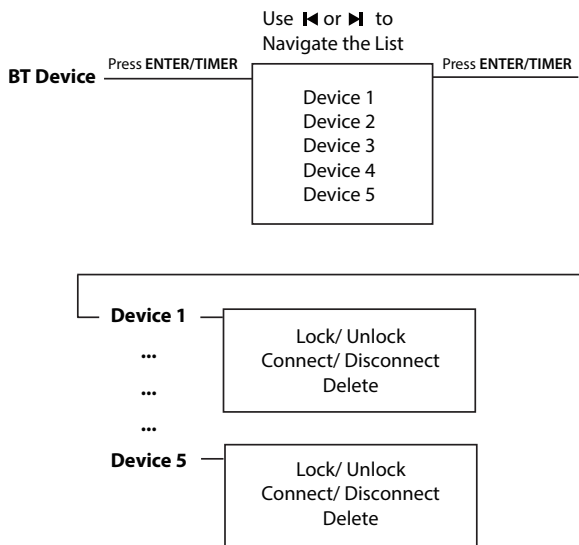 Use ⏮ or ⏭ to
Navigate the List
BT Device
Press ENTER/TIMER
Press ENTER/TIMER
Device 1
Device 2
Device 3
Device 4
Device 5
Device 1
Lock/ Unlock
Connect/ Disconnect
Delete
...
...
...
Device 5
Lock/ Unlock
Connect/ Disconnect
Delete